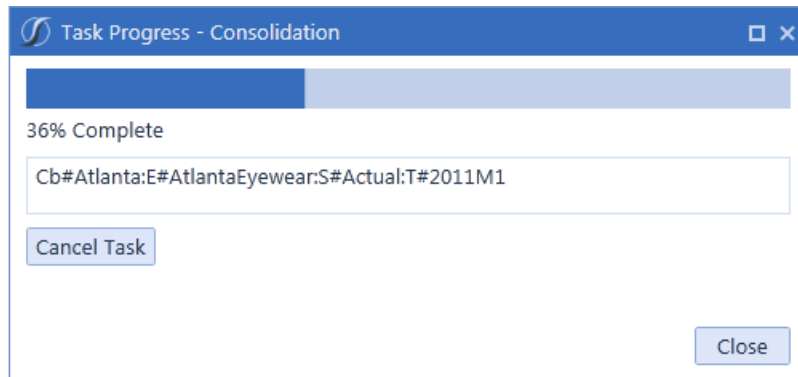 Task Progress - Consolidation
36% Complete
Cb#Atlanta:E#AtlantaEyewear:S#Actual:T#2011M1
Cancel Task
Close